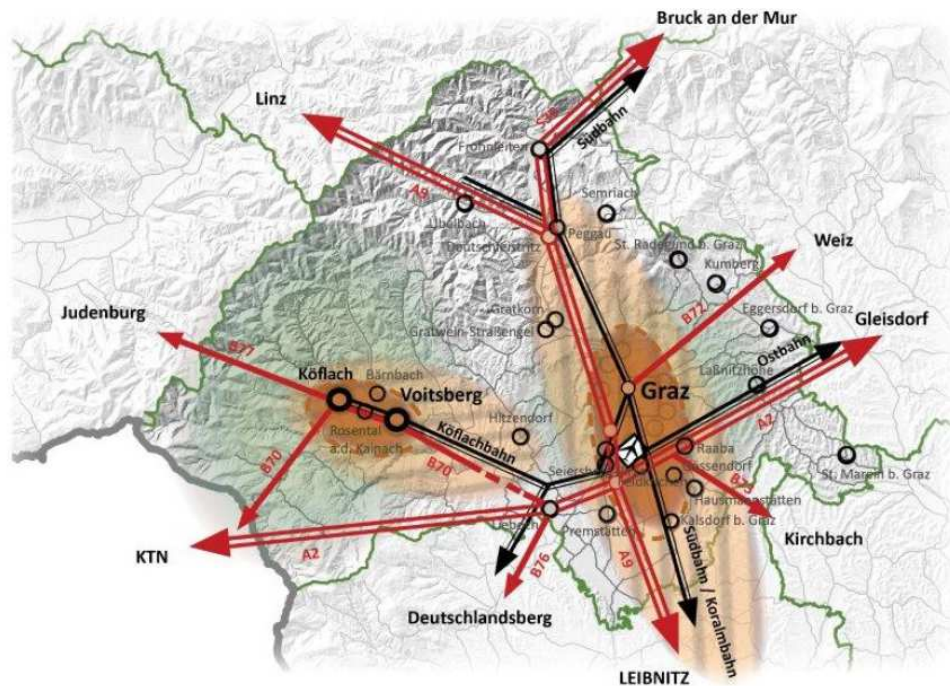 Bruck an der Mur
Linz
S35
Südbahn
Frohnleiten
A9
Semriach
Übelbach
Peggau
Deutschfeistritz
St. Radegund b. Graz
Weiz
Kumberg
B72
Judenburg
Gratkorn
Eggersdorf b. Graz
Gleisdorf
Gratwein-Straßengel
Ostbahn
B77
Köflach
Bärnbach
Laßnitzhöhe
Voitsberg
Graz
A2
Rosental
a.d. Kainach
Hitzendorf
Köflachbahn
Raaba
B70
B70
Gössendorf
St. Marein b. Graz
B73
Hausmannstätten
Lieboch
Premstätten
Kalsdorf b. Graz
KTN
A2
Kirchbach
B76
A9
Südbahn / Koralmbahn
Deutschlandsberg
LEIBNITZ